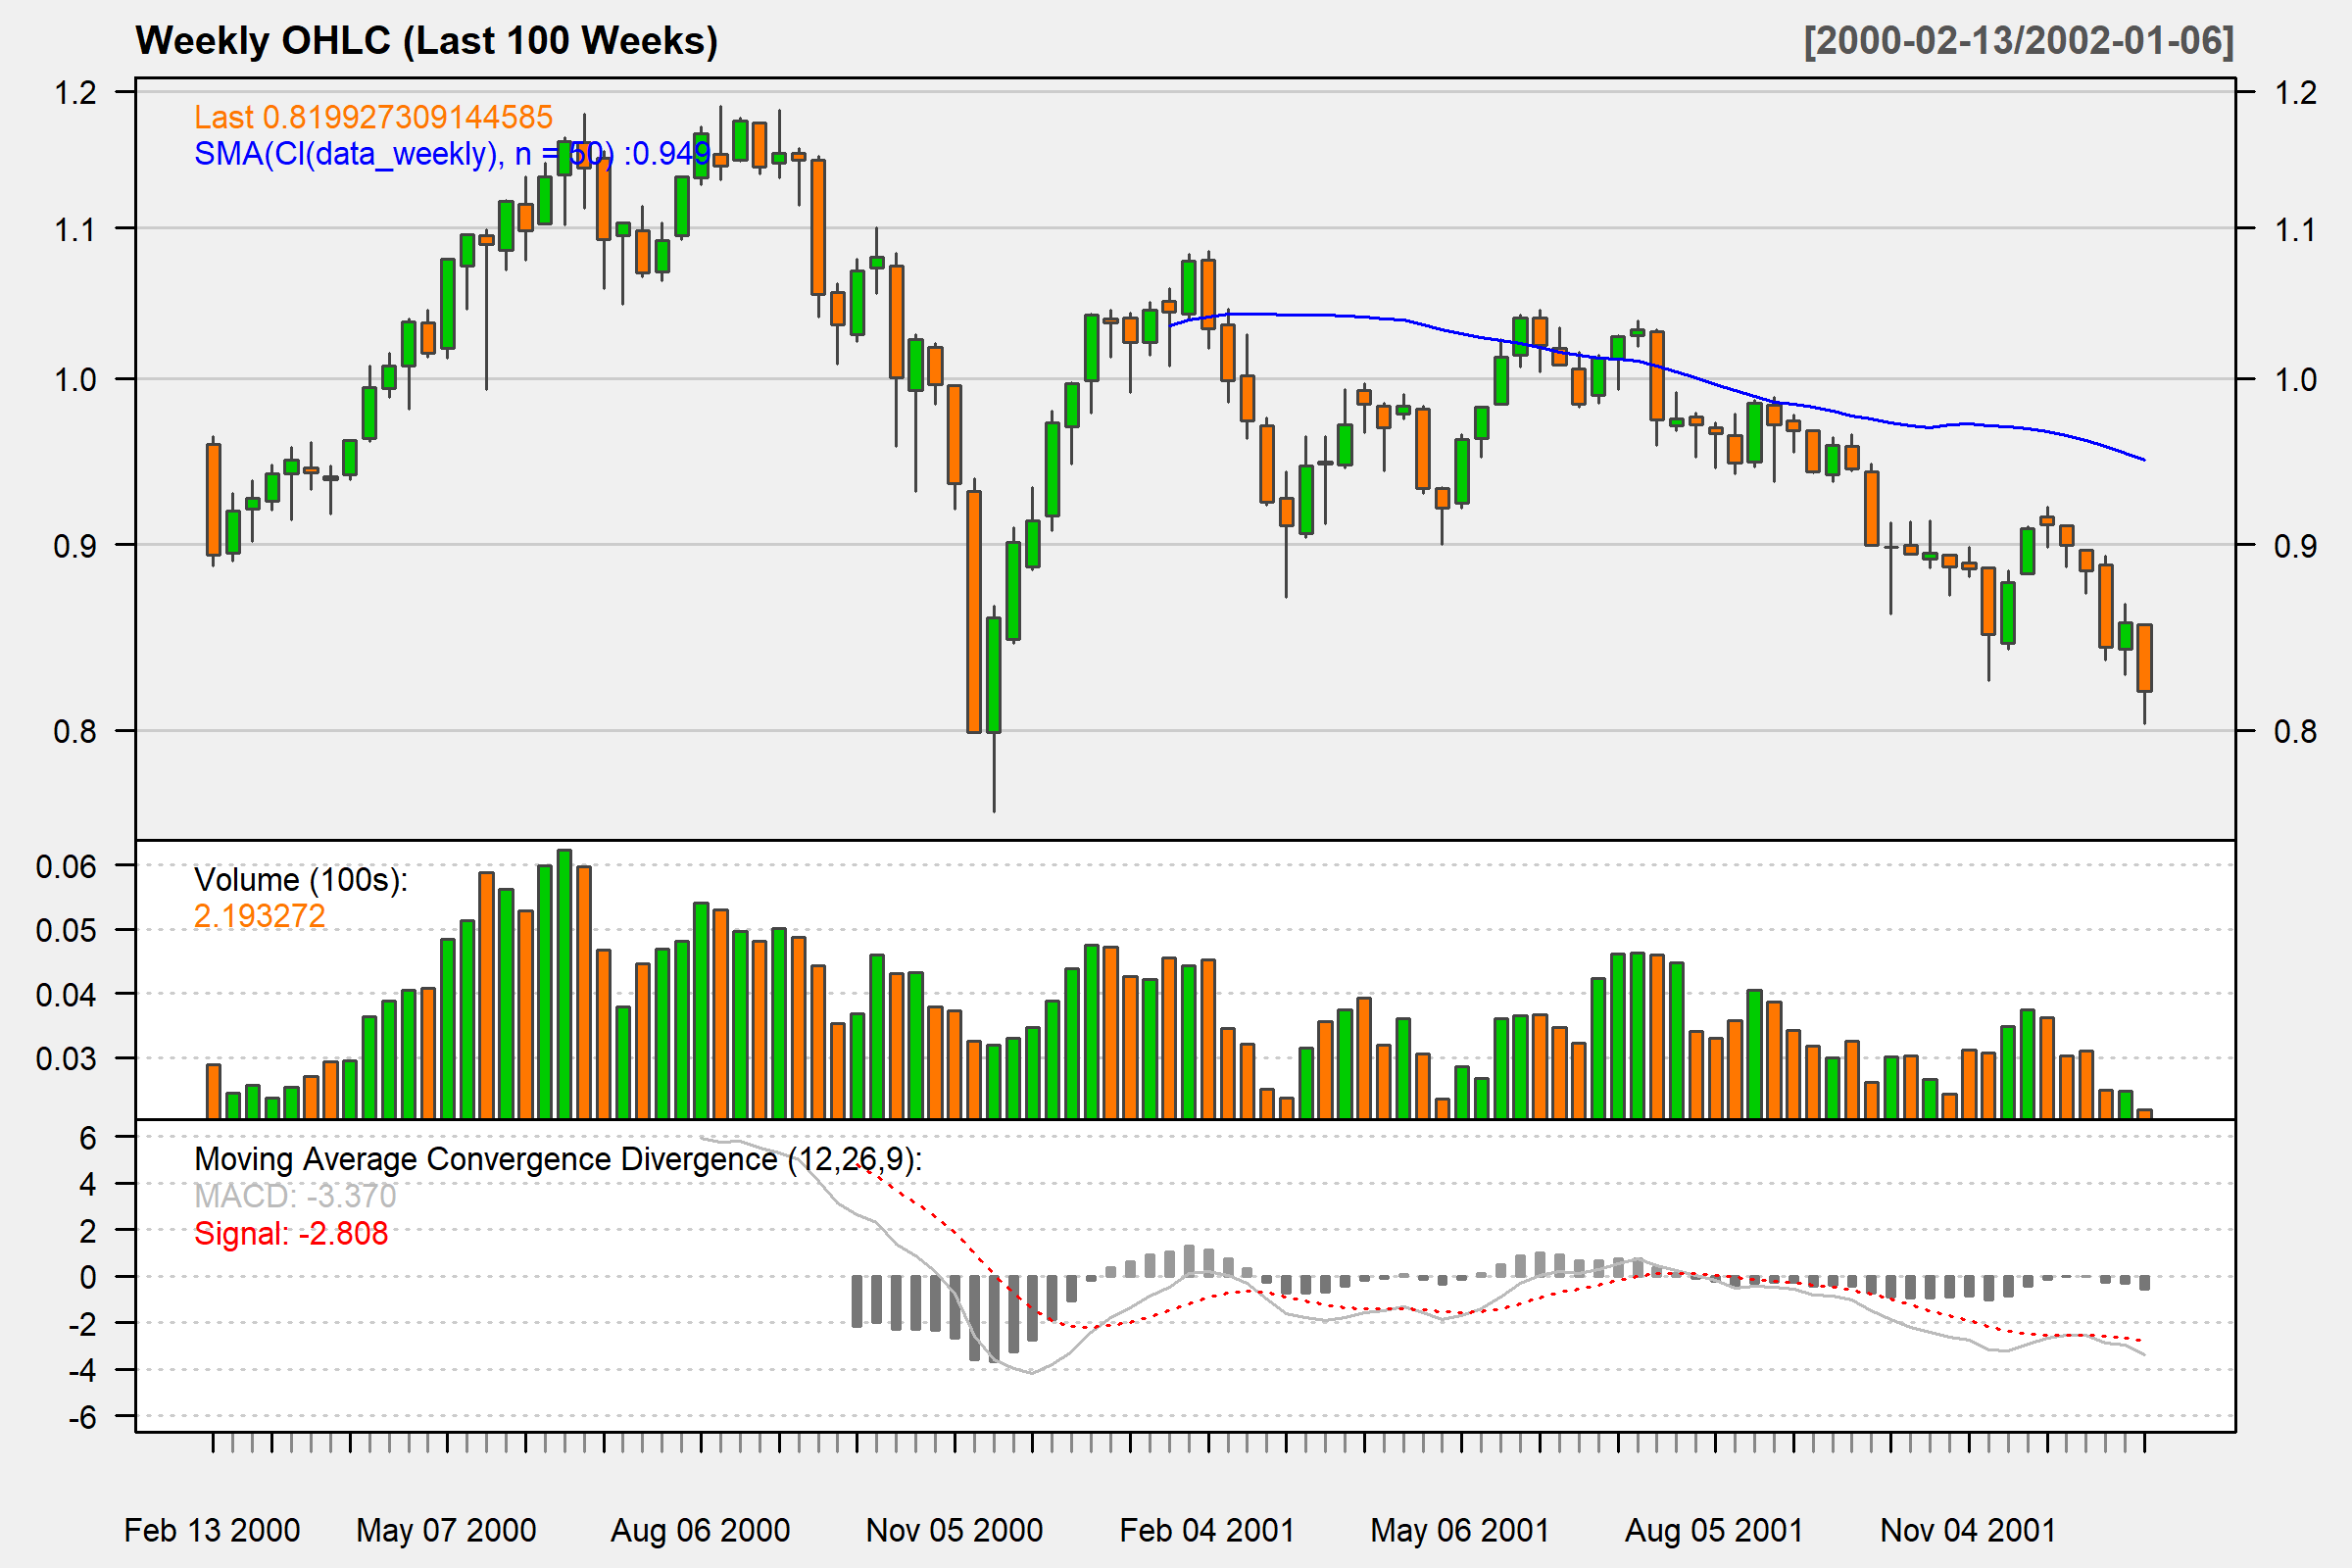 Weekly OHLC (Last 100 Weeks) [2000-02-13/2002-01-06]
1.2 1.2
Last 0.819927309144585
SMA(Cl(data_weekly), n = 50) :0.949
1.1 1.1
1.0 1.0
0.9 0.9
0.8 0.8
0.06
Volume (100s):
2.193272
0.05
0.04
0.03
6
Moving Average Convergence Divergence (12,26,9):
4
MACD: -3.370
2
Signal: -2.808
0
-2
-4
-6
Feb 13 2000 May 07 2000 Aug 06 2000 Nov 05 2000 Feb 04 2001 May 06 2001 Aug 05 2001 Nov 04 2001